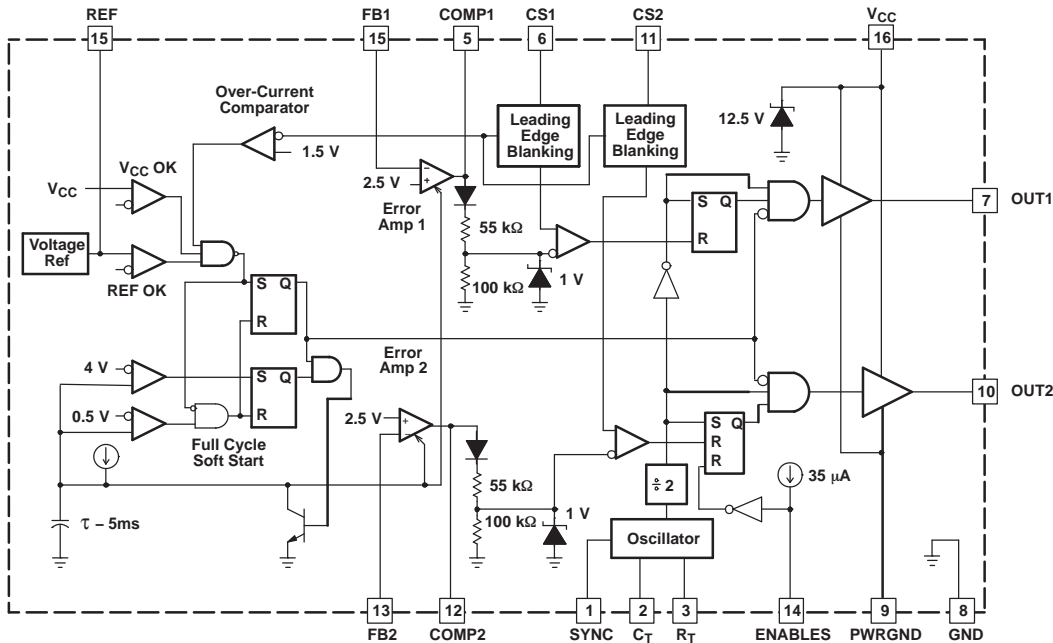 REF
15
FB1
15
COMP1
5
CS1
6
CS2
11
VCC
16
Over-Current
Comparator
1.5 V
Leading
Edge
Blanking
Leading
Edge
Blanking
12.5 V
VCC OK
VCC
2.5 V
−
+
Error
Amp 1
55 kΩ
100 kΩ
1 V
S
Q
R
7
OUT1
Voltage
Ref
REF OK
S
Q
R
4 V
0.5 V
S
Q
R
Full Cycle
Soft Start
Error
Amp 2
2.5 V
+
−
55 kΩ
100 kΩ
1 V
S
Q
R
R
10
OUT2
÷ 2
35 µA
τ – 5ms
Oscillator
13
FB2
12
COMP2
1
SYNC
2
CT
3
RT
14
ENABLES
9
PWRGND
8
GND